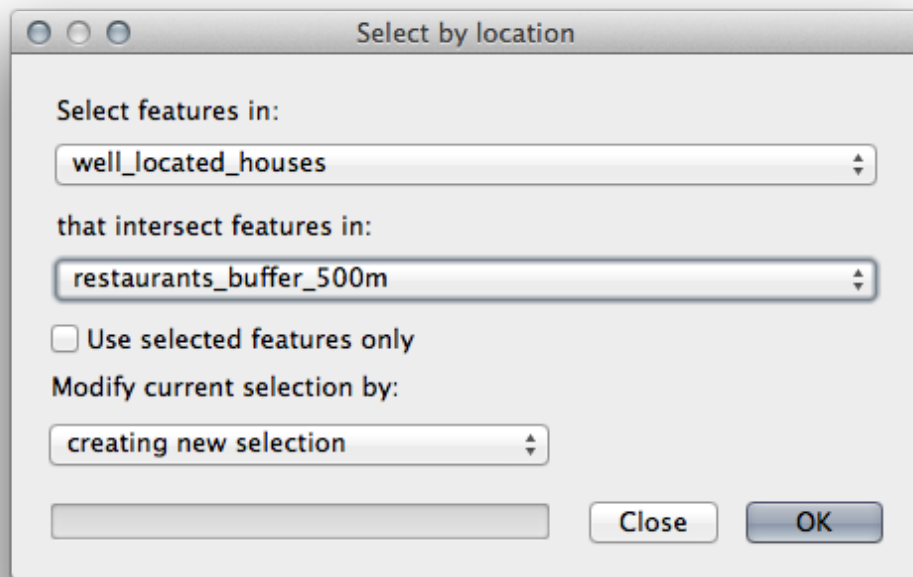 Select by location
Select features in:
well_located_houses
that intersect features in:
restaurants_buffer_500m
Use selected features only
Modify current selection by:
creating new selection
Close OK